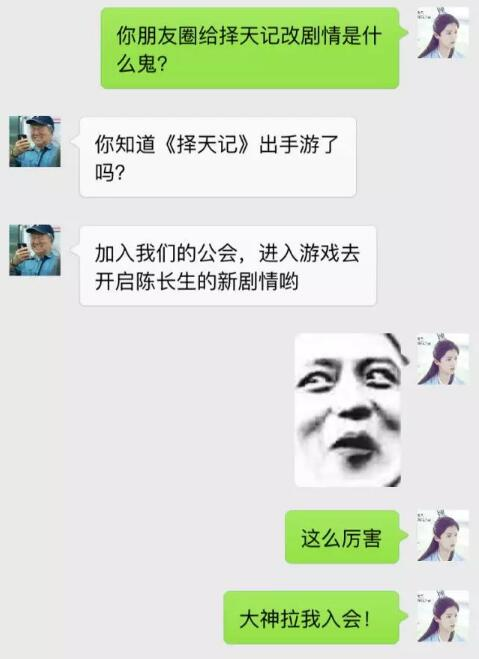 你朋友圈给择天记改剧情是什
么鬼?
你知道《择天记》出手游了
吗?
加入我们的公会，进入游戏去
开启陈长生的新剧情哟
这么厉害
大神拉我入会！